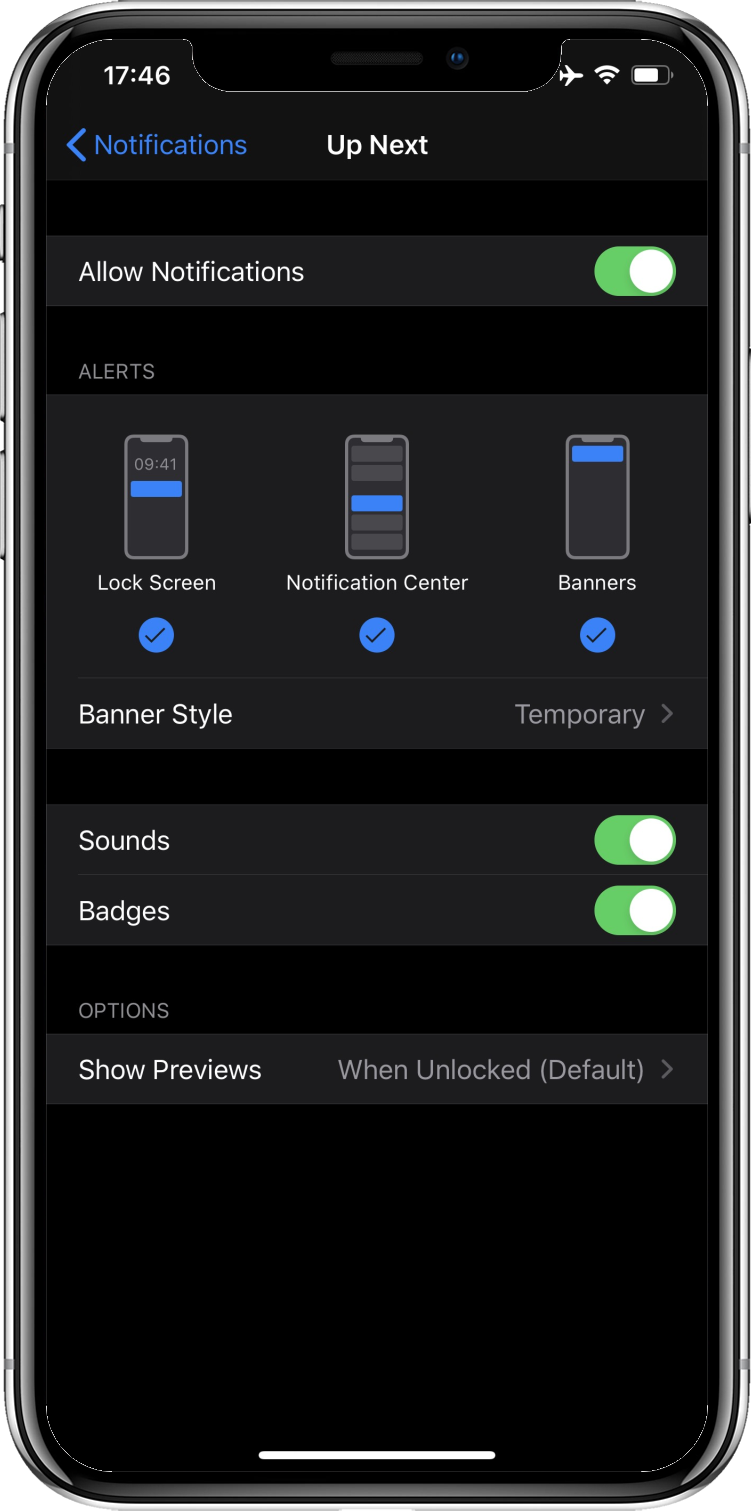 17:46
Notifications Up Next
Allow Notifications
ALERTS
09:41
Lock Screen Notification Center Banners
Banner Style Temporary
Sounds
Badges
OPTIONS
Show Previews When Unlocked (Default)